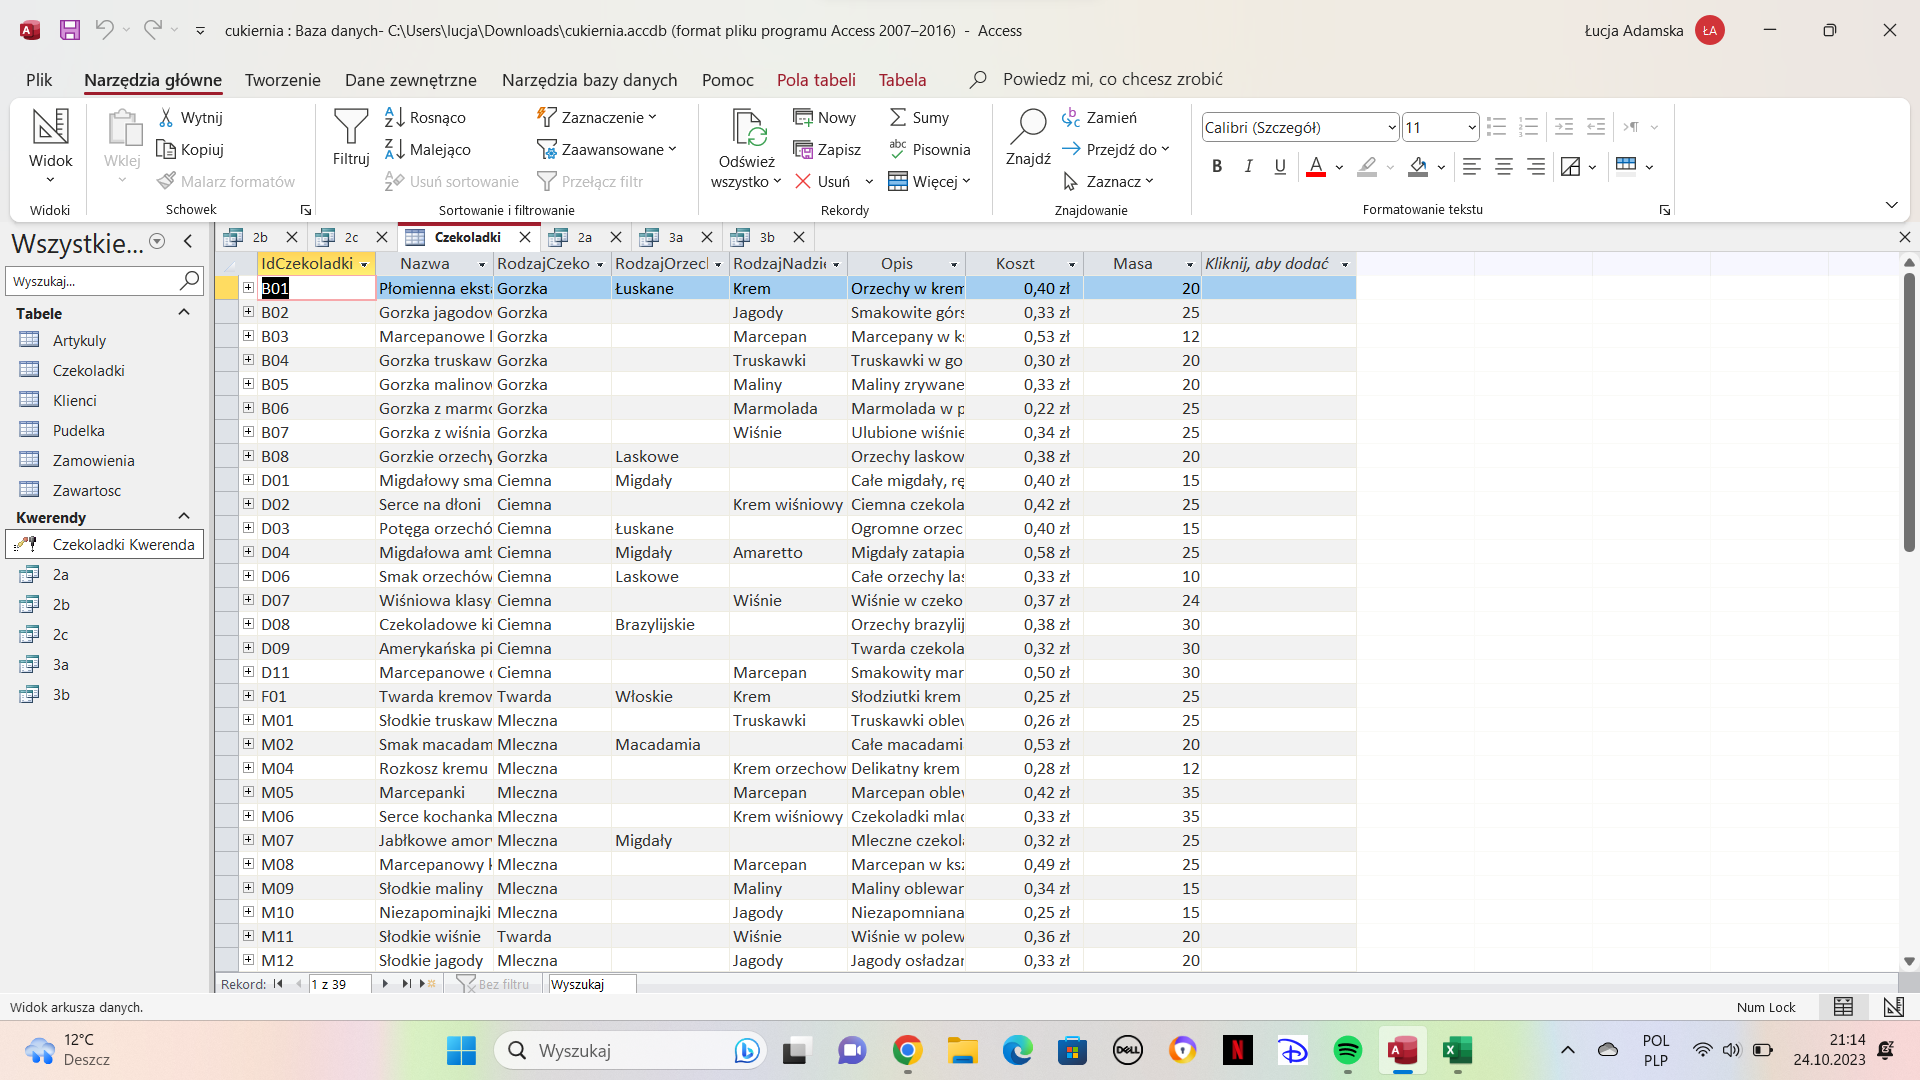 cukiernia : Baza danych- C:\Users\lucja\Downloads\cukiernia.accdb (format pliku programu Access 2007–2016) - Access
Łucja Adamska ŁA
Plik Narzędzia główne Tworzenie Dane zewnętrzne Narzędzia bazy danych Pomoc Pola tabeli Tabela Powiedz mi, co chcesz zrobić
Widok
Widoki
Wklej
Wytnij
Kopiuj
Malarz formatów
Schowek
Filtruj
Rosnąco
Malejąco
Usuń sortowanie
Zaznaczenie
Zaawansowane
Przełącz filtr
Sortowanie i filtrowanie
Odśwież
wszystko
Nowy
Zapisz
Usuń
Sumy
Pisownia
Więcej
Rekordy
Znajdź
Zamień
Przejdź do
Zaznacz
Znajdowanie
Calibri (Szczegół) 11
B I U A
Formatowanie tekstu
Wszystkie...
Wyszukaj...
Tabele
Artykuly
Czekoladki
Klienci
Pudelka
Zamowienia
Zawartosc
Kwerendy
Czekoladki Kwerenda
2a
2b
2c
3a
3b
2b 2c Czekoladki 2a 3a 3b
IdCzekoladki Nazwa RodzajCzeko RodzajOrzech RodzajNadzie Opis Koszt Masa Kliknij, aby dodać
B01 Płomienna eksta Gorzka Łuskane Krem Orzechy w krem 0,40 zł 20
B02 Gorzka jagodow Gorzka Jagody Smakowite górs 0,33 zł 25
B03 Marcepanowe l Gorzka Marcepan Marcepany w ks 0,53 zł 12
B04 Gorzka truskaw Gorzka Truskawki Truskawki w go 0,30 zł 20
B05 Gorzka malinow Gorzka Maliny Maliny zrywane 0,33 zł 20
B06 Gorzka z marmo Gorzka Marmolada Marmolada w p 0,22 zł 25
B07 Gorzka z wiśnia Gorzka Wiśnie Ulubione wiśnie 0,34 zł 25
B08 Gorzkie orzechy Gorzka Laskowe Orzechy laskow 0,38 zł 20
D01 Migdałowy sma Ciemna Migdały Całe migdały, rę 0,40 zł 15
D02 Serce na dłoni Ciemna Krem wiśniowy Ciemna czekola 0,42 zł 25
D03 Potęga orzechó Ciemna Łuskane Ogromne orzec 0,40 zł 15
D04 Migdałowa amb Ciemna Migdały Amaretto Migdały zatapia 0,58 zł 25
D06 Smak orzechów Ciemna Laskowe Całe orzechy las 0,33 zł 10
D07 Wiśniowa klasy Ciemna Wiśnie Wiśnie w czeko 0,37 zł 24
D08 Czekoladowe ki Ciemna Brazylijskie Orzechy brazylij 0,38 zł 30
D09 Amerykańska pi Ciemna Twarda czekola 0,32 zł 30
D11 Marcepanowe c Ciemna Marcepan Smakowity mar 0,50 zł 30
F01 Twarda kremow Twarda Włoskie Krem Słodziutki krem 0,25 zł 25
M01 Słodkie truskaw Mleczna Truskawki Truskawki oblew 0,26 zł 25
M02 Smak macadam Mleczna Macadamia Całe macadami 0,53 zł 20
M04 Rozkosz kremu Mleczna Krem orzechow Delikatny krem 0,28 zł 12
M05 Marcepanki Mleczna Marcepan Marcepan oblew 0,42 zł 35
M06 Serce kochanka Mleczna Krem wiśniowy Czekoladki mlac 0,33 zł 35
M07 Jabłkowe amory Mleczna Migdały Mleczne czekola 0,32 zł 25
M08 Marcepanowy k Mleczna Marcepan Marcepan w ksz 0,49 zł 25
M09 Słodkie maliny Mleczna Maliny Maliny oblewan 0,34 zł 15
M10 Niezapominajki Mleczna Jagody Niezapomniana 0,25 zł 15
M11 Słodkie wiśnie Twarda Wiśnie Wiśnie w polew 0,36 zł 20
M12 Słodkie jagody Mleczna Jagody Jagody osładzan 0,33 zł 20
Rekord: 1 z 39 Bez filtru Wyszukaj
Widok arkusza danych. Num Lock
12°C
Deszcz
Wyszukaj
DELL
POL
PLP
21:14
24.10.2023